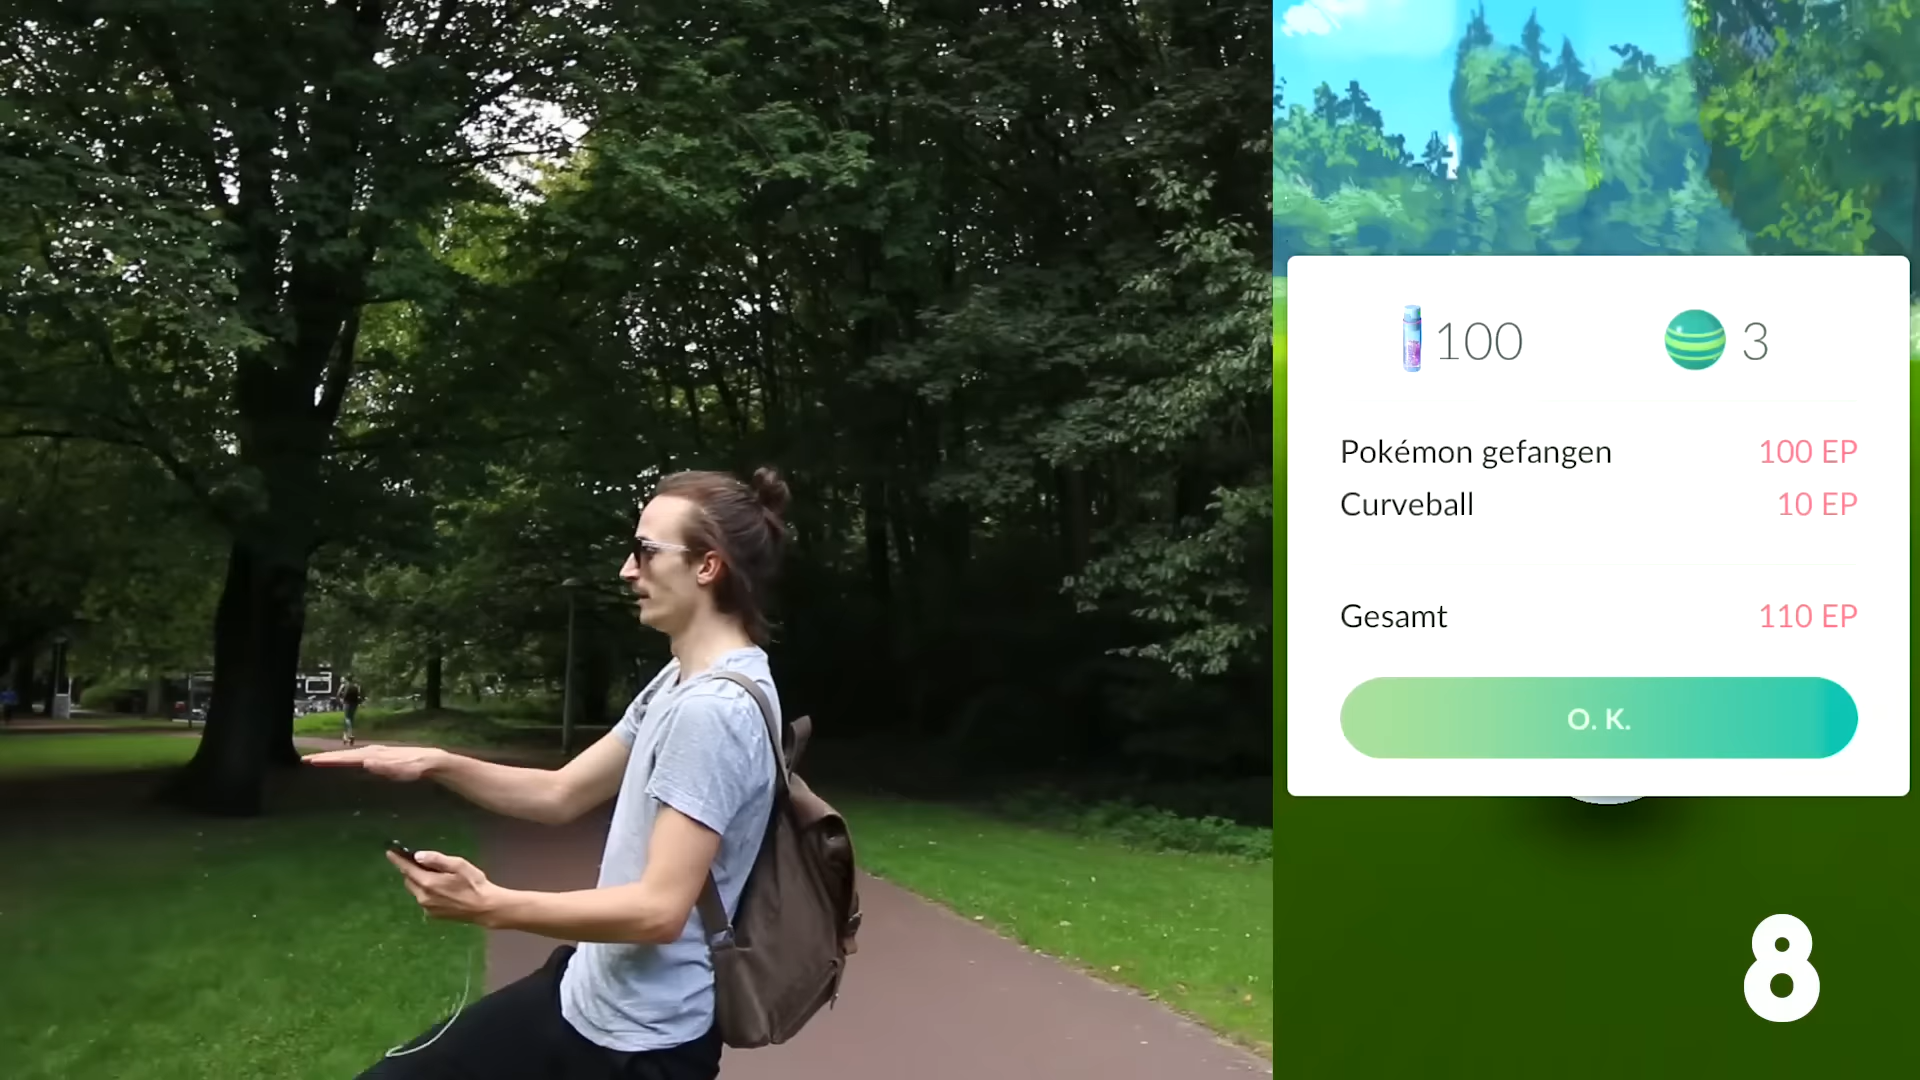 100 3
Pokémon gefangen 100 EP
Curveball 10 EP
Gesamt 110 EP
O. K.
8